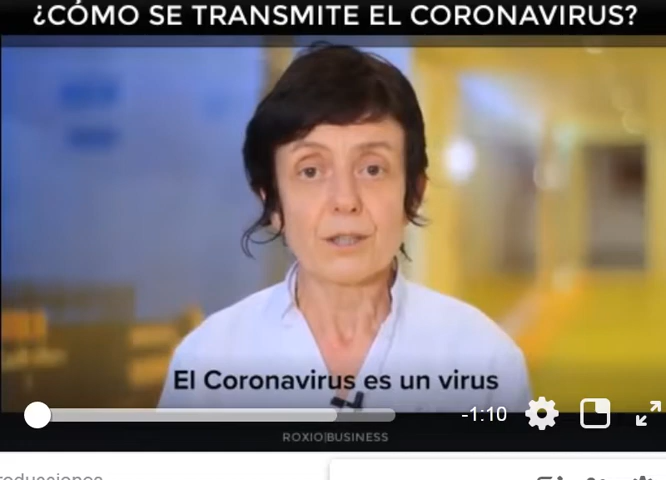 ¿CÓMO SE TRANSMITE EL CORONAVIRUS?
El Coronavirus es un virus
-1:10
ROXIO|BUSINESS